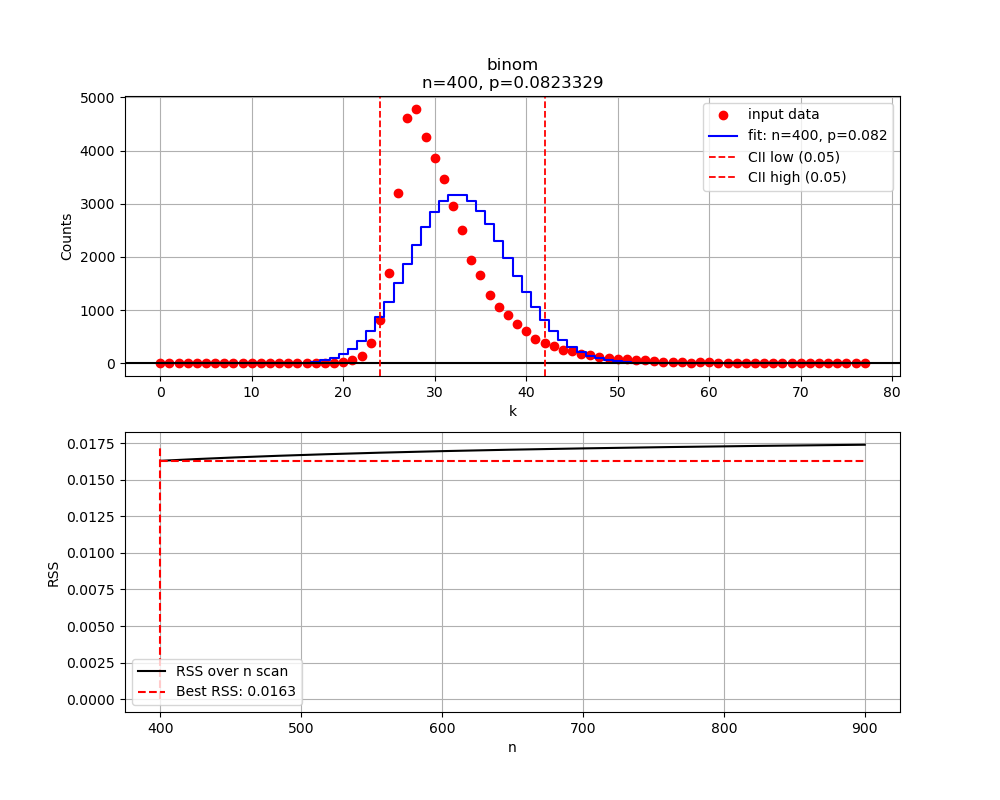 binom
n=400, p=0.0823329
5000
4000
3000
2000
1000
0
Counts
input data
fit: n=400, p=0.082
CII low (0.05)
CII high (0.05)
0 10 20 30 40 50 60 70 80
k
0.0175
0.0150
0.0125
0.0100
0.0075
0.0050
0.0025
0.0000
RSS
RSS over n scan
Best RSS: 0.0163
400 500 600 700 800 900
n